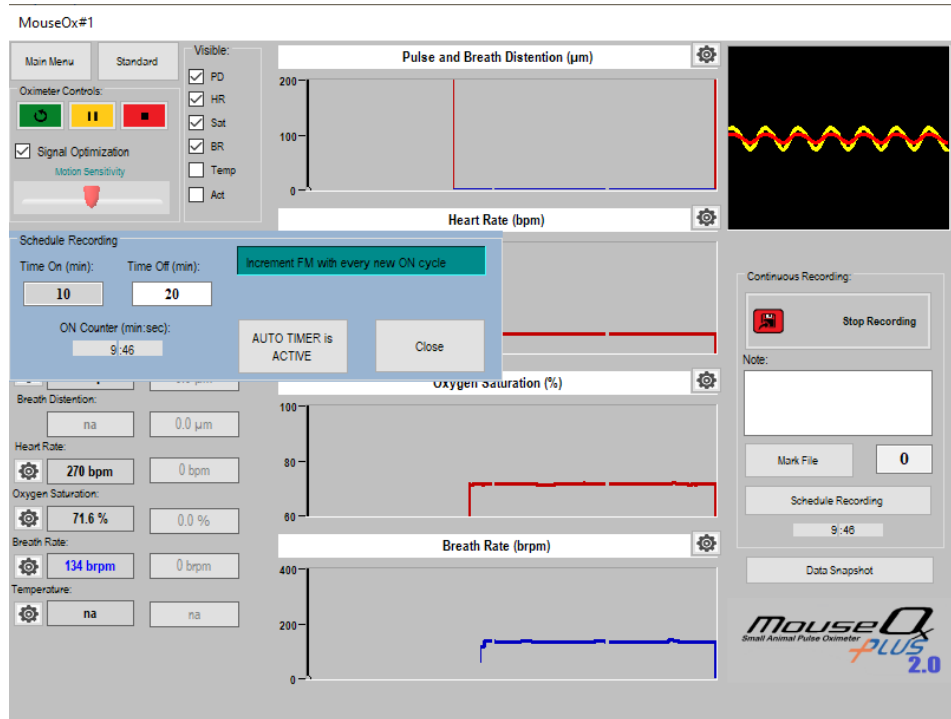 MouseOx#1
Main Menu
Standard
Visible:
PD
HR
Sat
BR
Temp
Act
Oximeter Controls:
Signal Optimization
Motion Sensitivity
Pulse and Breath Distention (µm)
200
100
0
Heart Rate (bpm)
Schedule Recording
Time On (min):
Time Off (min):
10
20
Increment FM with every new ON cycle
ON Counter (min:sec):
9:46
AUTO TIMER is
ACTIVE
Close
Oxygen Saturation (%)
100
80
60
Breath Distention:
na
0.0 µm
Heart Rate:
270 bpm
0 bpm
Oxygen Saturation:
71.6 %
0.0 %
Breath Rate:
134 brpm
0 brpm
Temperature:
na
na
Breath Rate (brpm)
400
200
0
Continuous Recording:
Stop Recording
Note:
Mark File
0
Schedule Recording
9:46
Data Snapshot
MouseOx
Small Animal Pulse Oximeter
PLUS
2.0